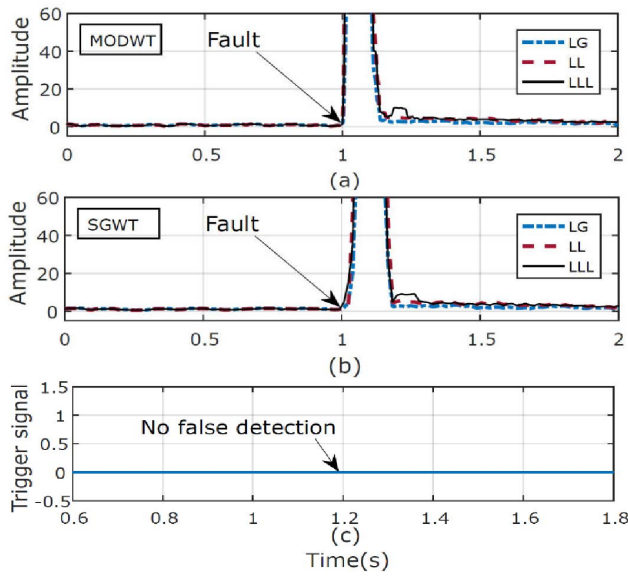 Amplitude
60
40
20
0
MODWT
Fault
LG
LL
LLL
0
0.5
1
1.5
2
(a)
Amplitude
60
40
20
0
SGWT
Fault
LG
LL
LLL
0
0.5
1
1.5
2
(b)
Trigger signal
1.5
1
0.5
0
-0.5
No false detection
0.6
0.8
1
1.2
1.4
1.6
1.8
(c)
Time(s)